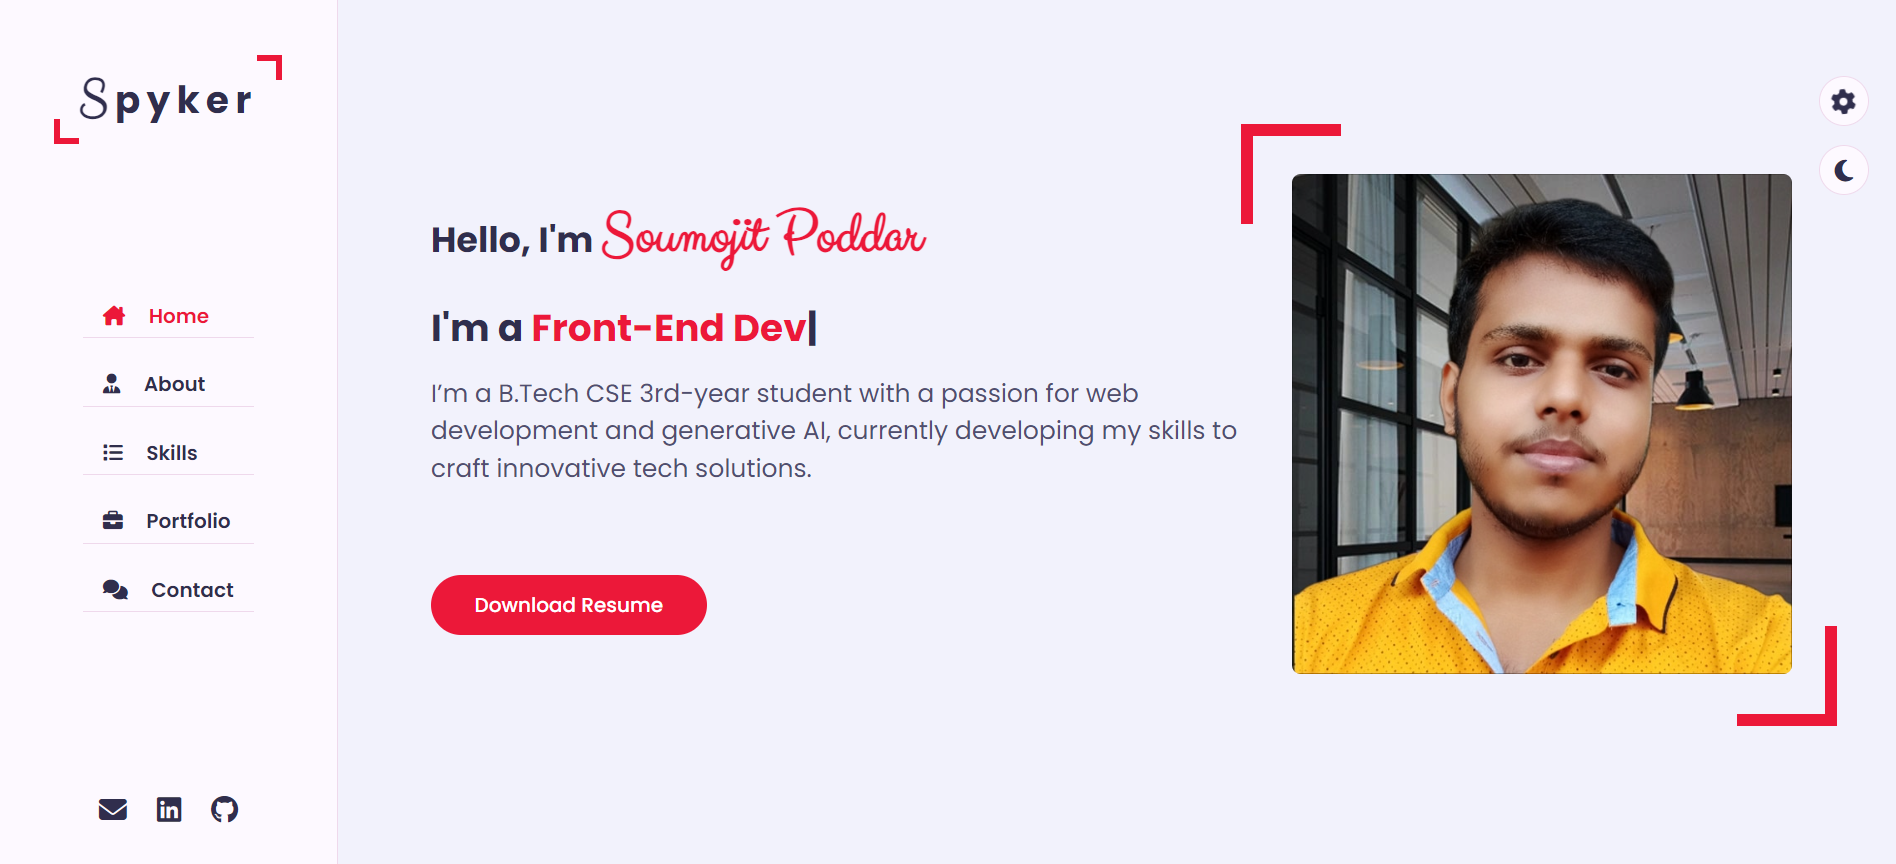 Spyker
Home
About
Skills
Portfolio
Contact
Hello, I'm Soumojit Poddar
I'm a Front-End Dev|
I’m a B.Tech CSE 3rd-year student with a passion for web
development and generative AI, currently developing my skills to
craft innovative tech solutions.
Download Resume